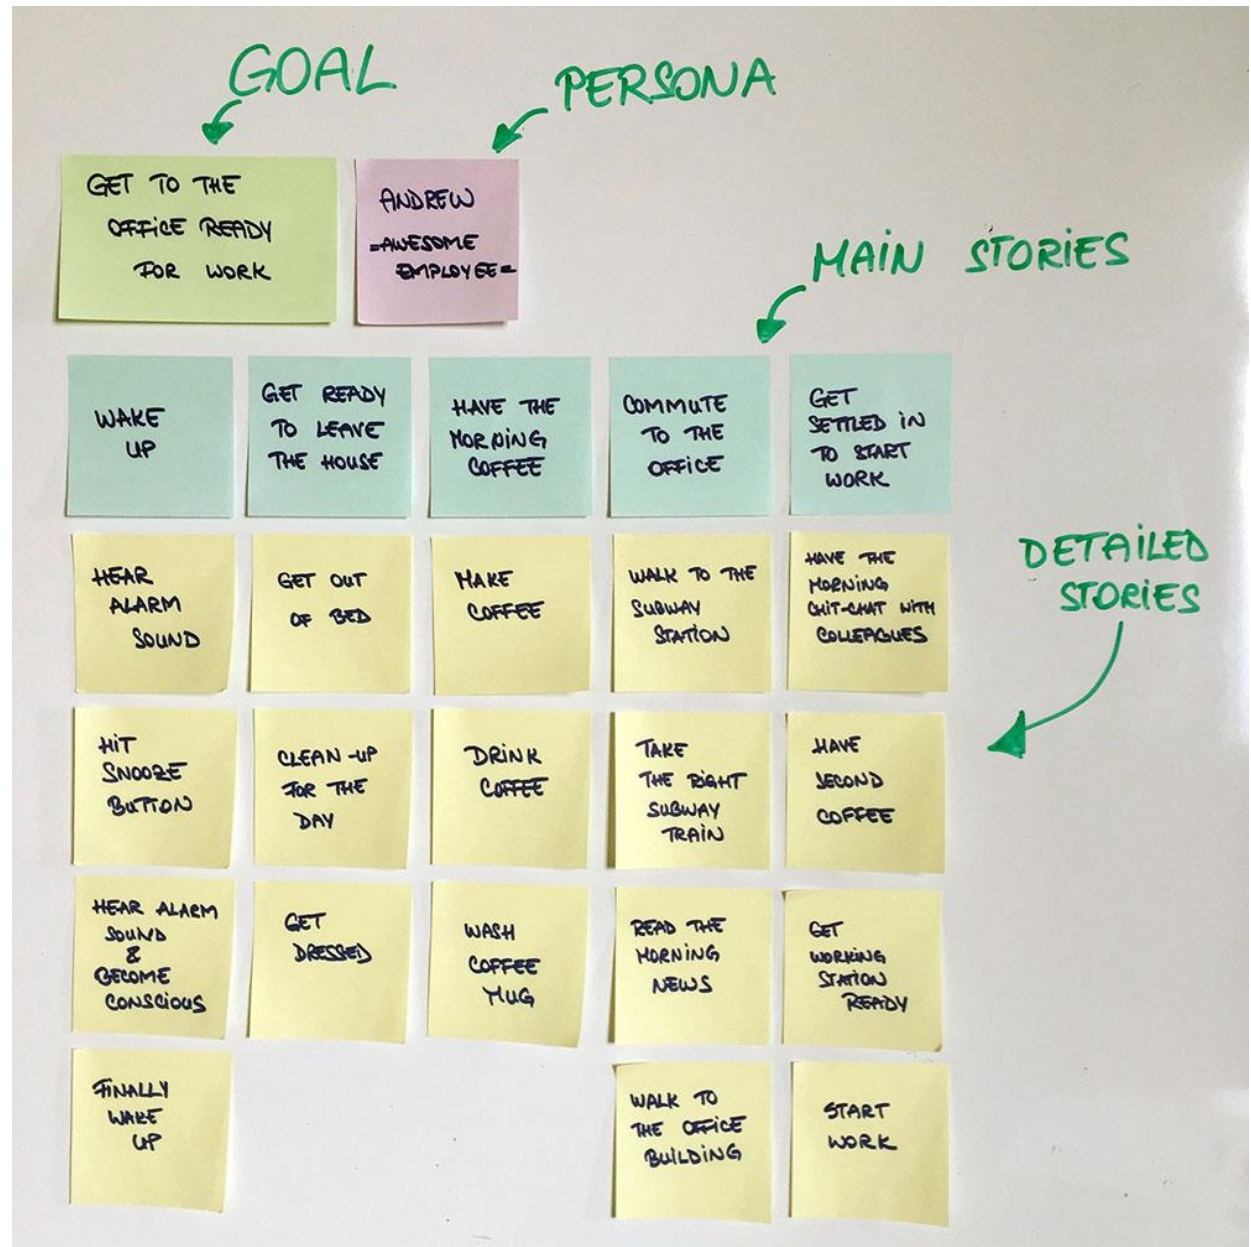 GOAL
PERSONA
GET TO THE
OFFICE READY
FOR WORK
ANDREW
=AWESOME
EMPLOYEE=
MAIN STORIES
WAKE
UP
GET READY
TO LEAVE
THE HOUSE
HAVE THE
MORNING
COFFEE
COMMUTE
TO THE
OFFICE
GET
SETTLED IN
TO START
WORK
DETAILED
STORIES
HEAR
ALARM
SOUND
GET OUT
OF BED
MAKE
COFFEE
WALK TO THE
SUBWAY
STATION
HAVE THE
MORNING
CHIT-CHAT WITH
COLLEAGUES
HIT
SNOOZE
BUTTON
CLEAN-UP
FOR THE
DAY
DRINK
COFFEE
TAKE
THE RIGHT
SUBWAY
TRAIN
HAVE
SECOND
COFFEE
HEAR ALARM
SOUND
&
BECOME
CONSCIOUS
GET
DRESSED
WASH
COFFEE
MUG
READ THE
MORNING
NEWS
GET
WORKING
STATION
READY
FINALLY
WAKE
UP
WALK TO
THE OFFICE
BUILDING
START
WORK